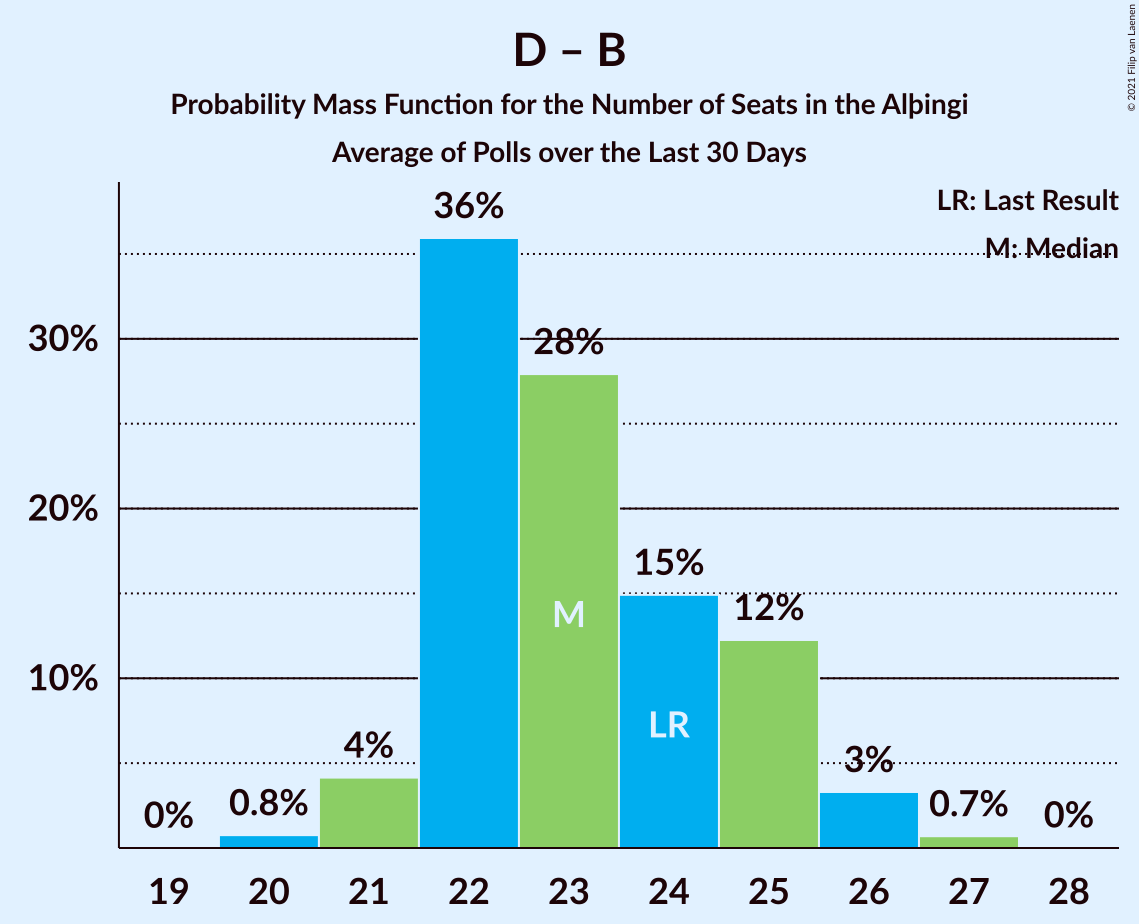 D – B
Probability Mass Function for the Number of Seats in the Alþingi
Average of Polls over the Last 30 Days
© 2021 Filip van Laenen
LR: Last Result
M: Median
30%
20%
10%
0%
0.8%
4%
36%
28%
15%
12%
3%
0.7%
0%
M
LR
19
20
21
22
23
24
25
26
27
28